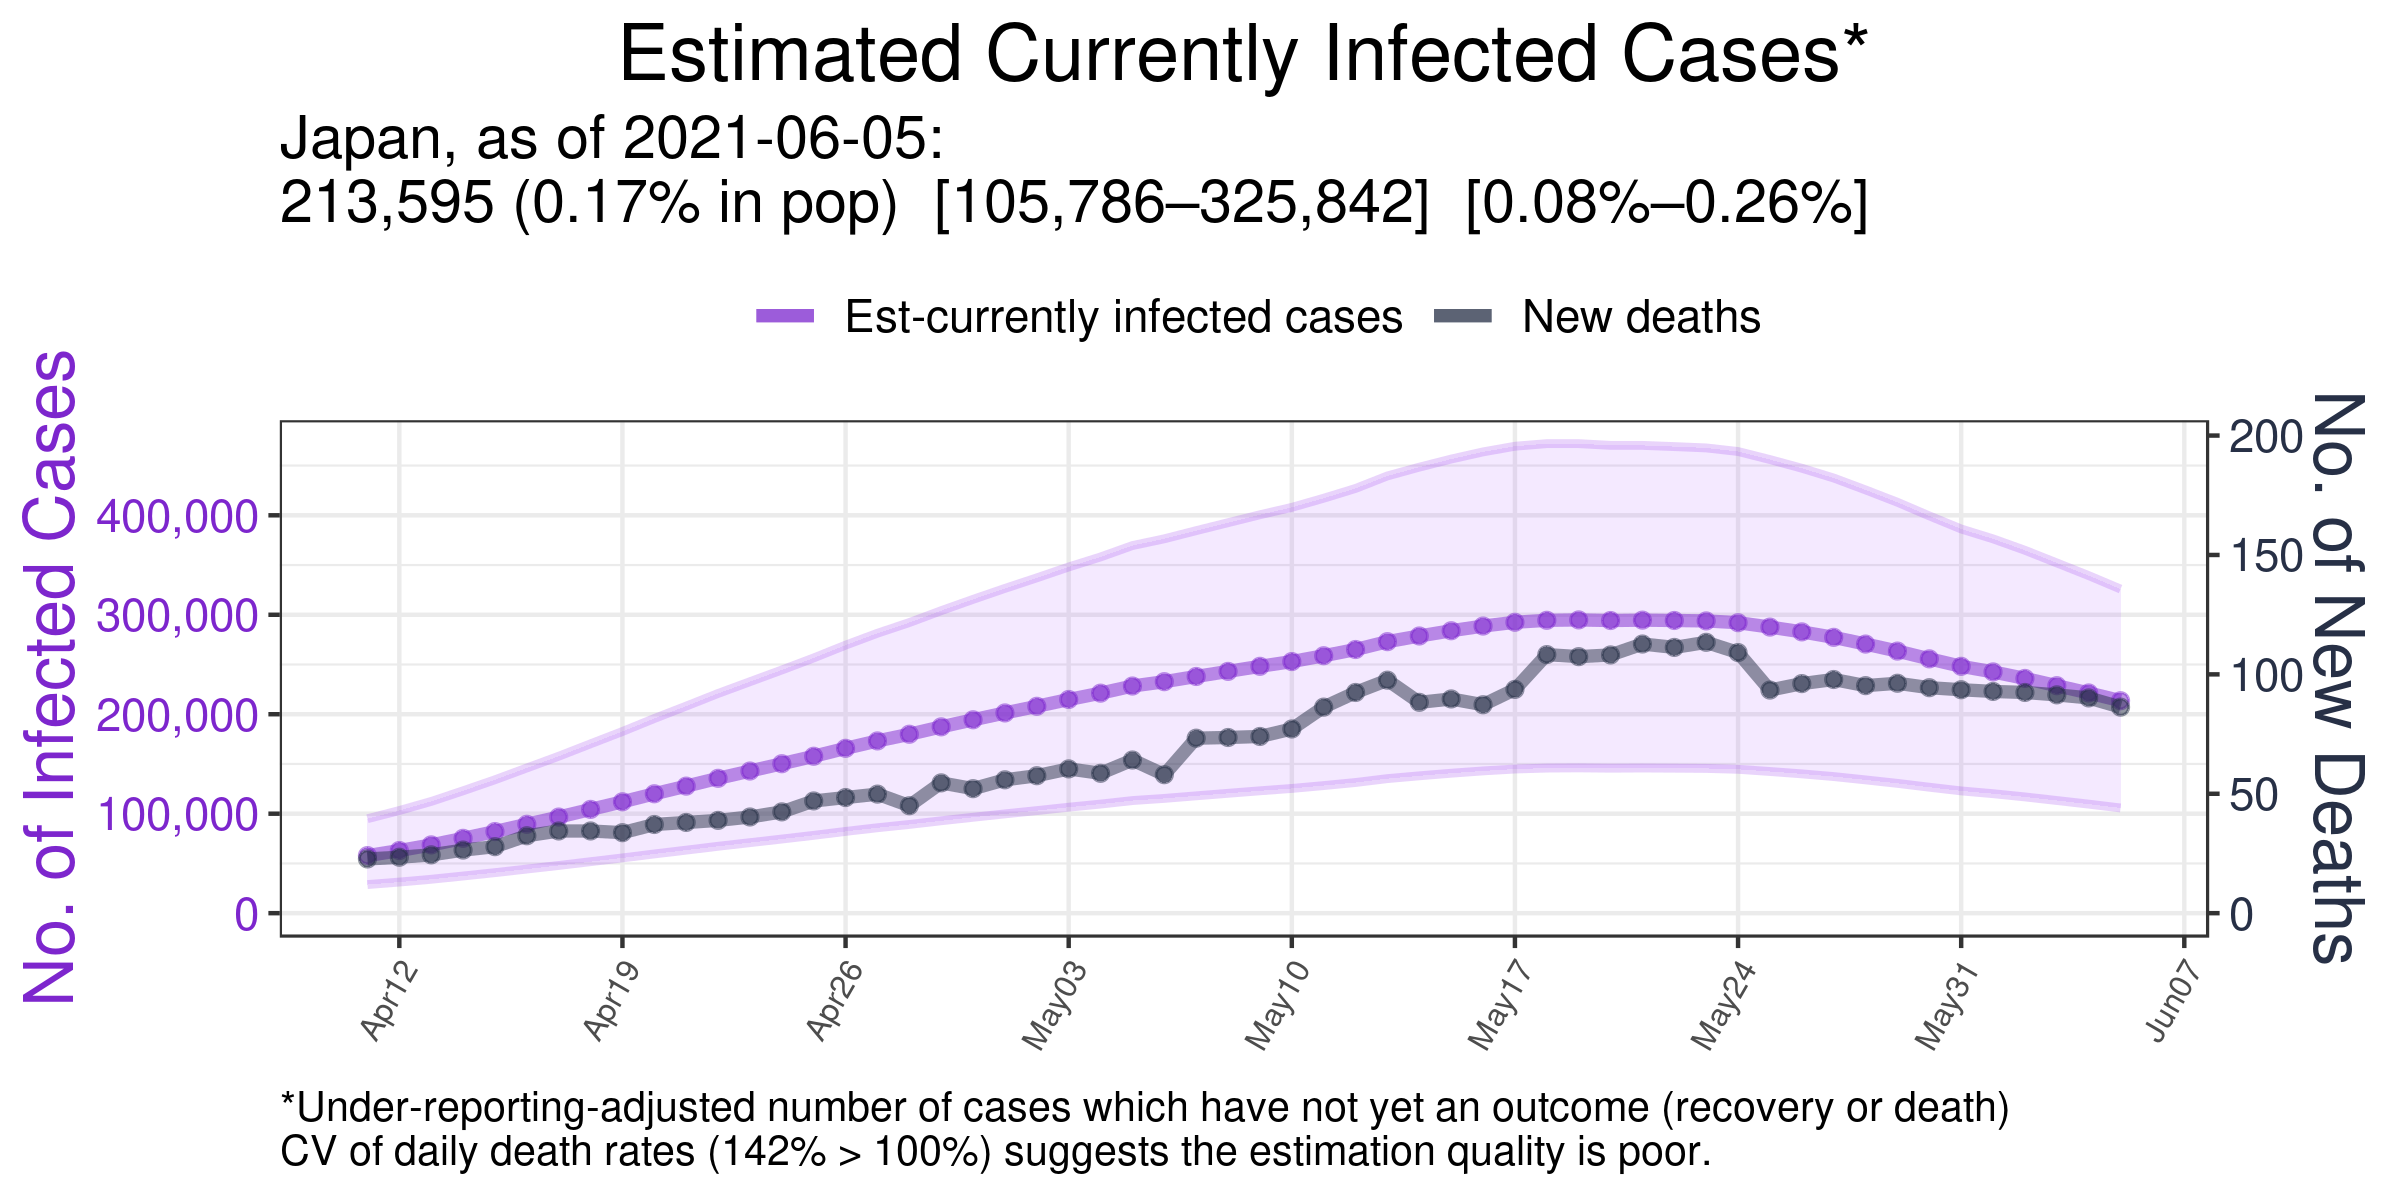 Estimated Currently Infected Cases*
Japan, as of 2021-06-05:
213,595 (0.17% in pop)  [105,786–325,842]  [0.08%–0.26%]
Est-currently infected cases
New deaths
No. of Infected Cases
400,000
300,000
200,000
100,000
0
200
150
100
50
0
No. of New Deaths
Apr12
Apr19
Apr26
May03
May10
May17
May24
May31
Jun07
*Under-reporting-adjusted number of cases which have not yet an outcome (recovery or death)
CV of daily death rates (142% > 100%) suggests the estimation quality is poor.